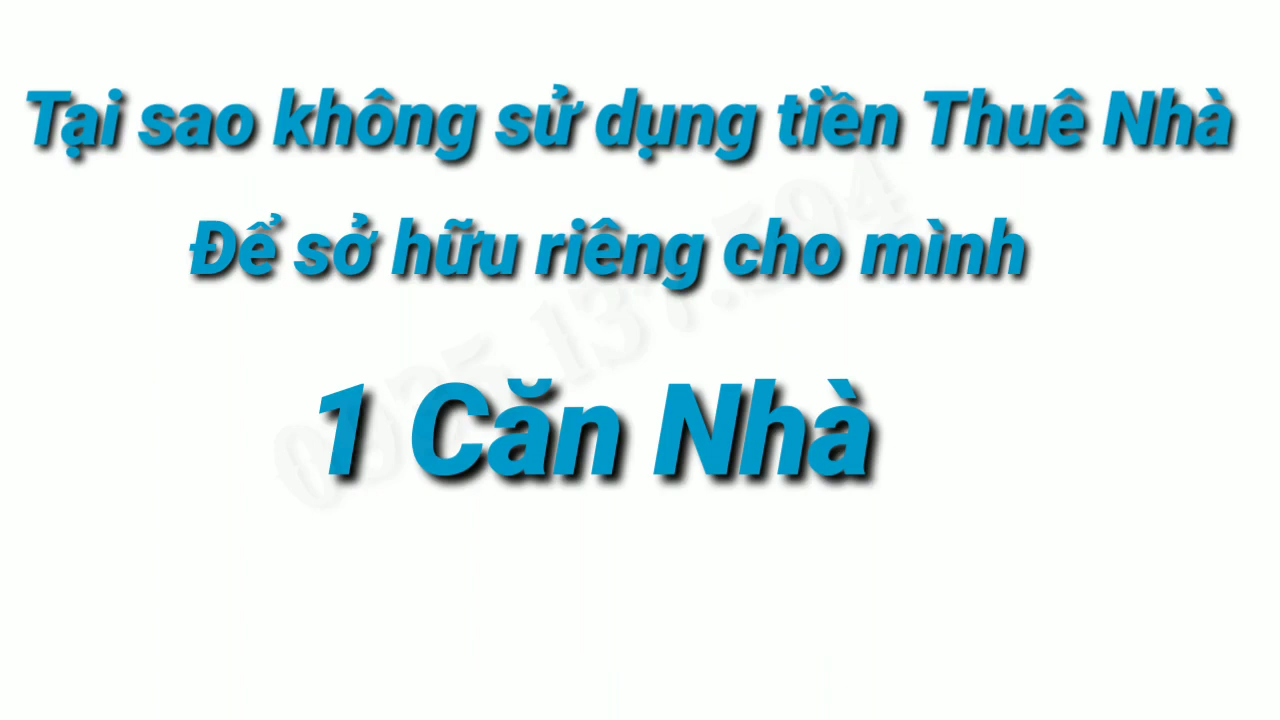 Tại sao không sử dụng tiền Thuê Nhà
Để sở hữu riêng cho mình
1 Căn Nhà